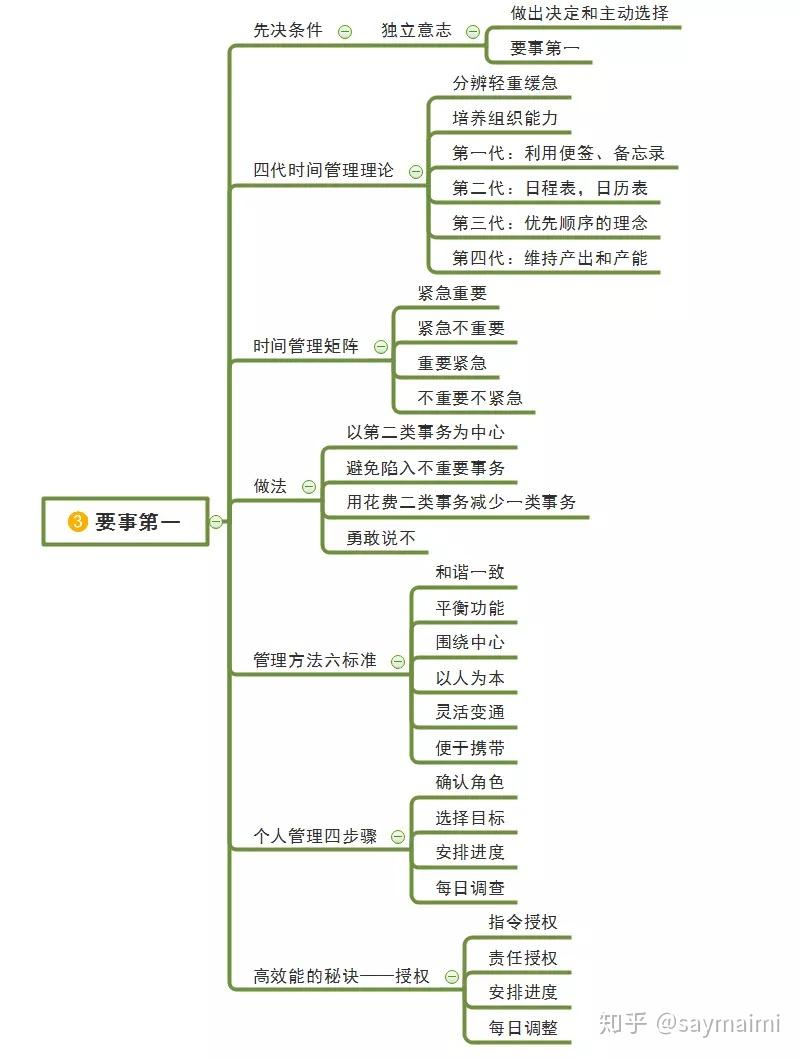 3 要事第一
先决条件
独立意志
做出决定和主动选择
要事第一
四代时间管理理论
分辨轻重缓急
培养组织能力
第一代：利用便签、备忘录
第二代：日程表，日历表
第三代：优先顺序的理念
第四代：维持产出和产能
时间管理矩阵
紧急重要
紧急不重要
重要紧急
不重要不紧急
做法
以第二类事务为中心
避免陷入不重要事务
用花费二类事务减少一类事务
勇敢说不
管理方法六标准
和谐一致
平衡功能
围绕中心
以人为本
灵活变通
便于携带
个人管理四步骤
确认角色
选择目标
安排进度
每日调查
高效能的秘诀——授权
指令授权
责任授权
安排进度
每日调整
知乎 @saymaimi